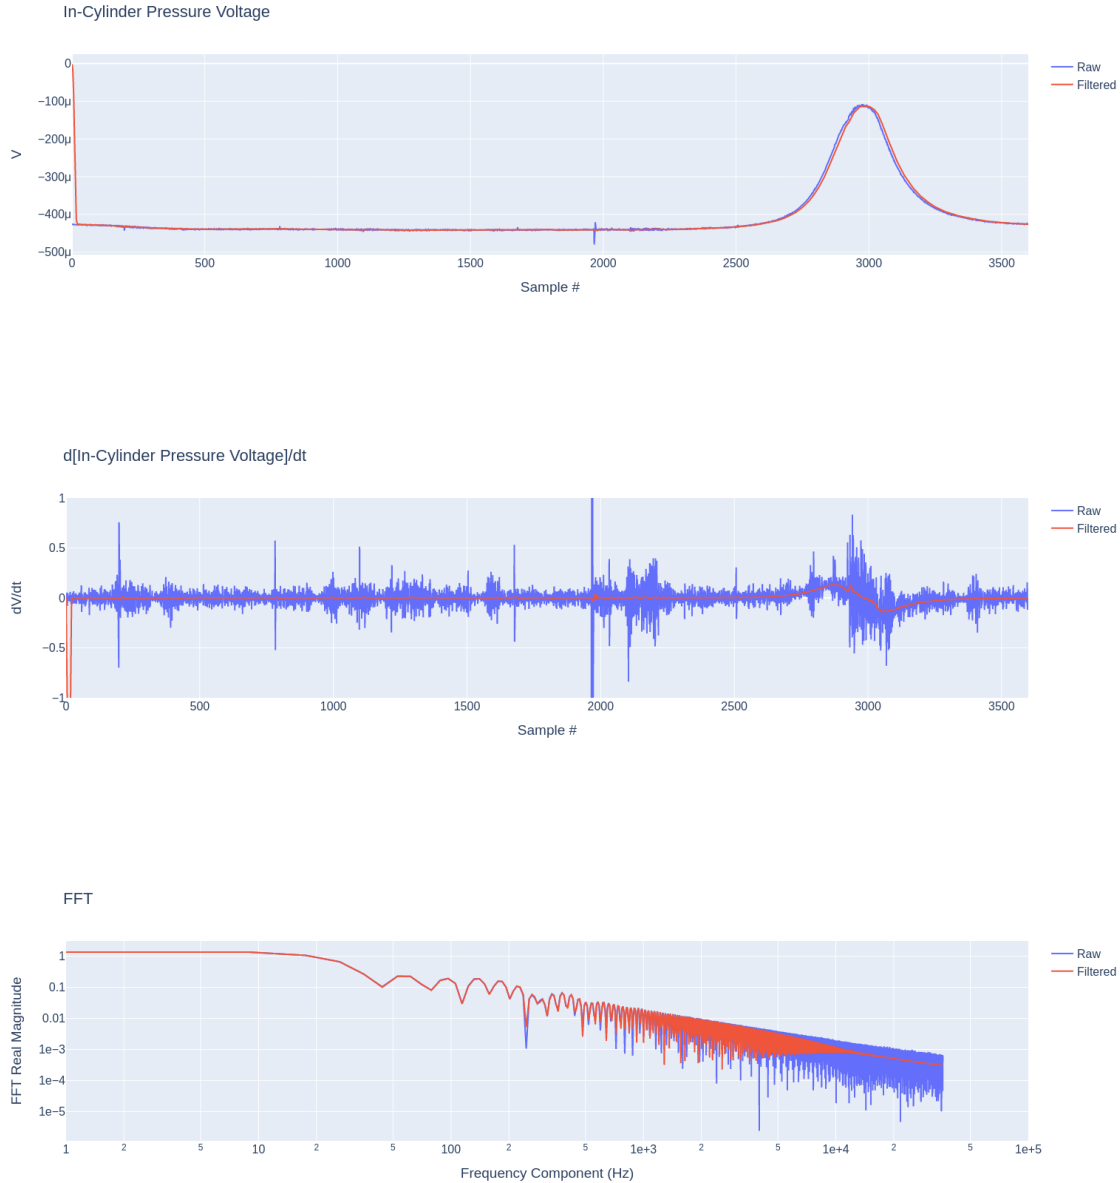 In-Cylinder Pressure Voltage
0
−100μ
−200μ
−300μ
−400μ
−500μ
V
0 500 1000 1500 2000 2500 3000 3500
Sample #
Raw
Filtered
d[In-Cylinder Pressure Voltage]/dt
1
0.5
0
−0.5
−1
dV/dt
0 500 1000 1500 2000 2500 3000 3500
Sample #
Raw
Filtered
FFT
1
0.1
0.01
1e−3
1e−4
1e−5
FFT Real Magnitude
1 2 5 10 2 5 100 2 5 1e+3 2 5 1e+4 2 5 1e+5
Frequency Component (Hz)
Raw
Filtered